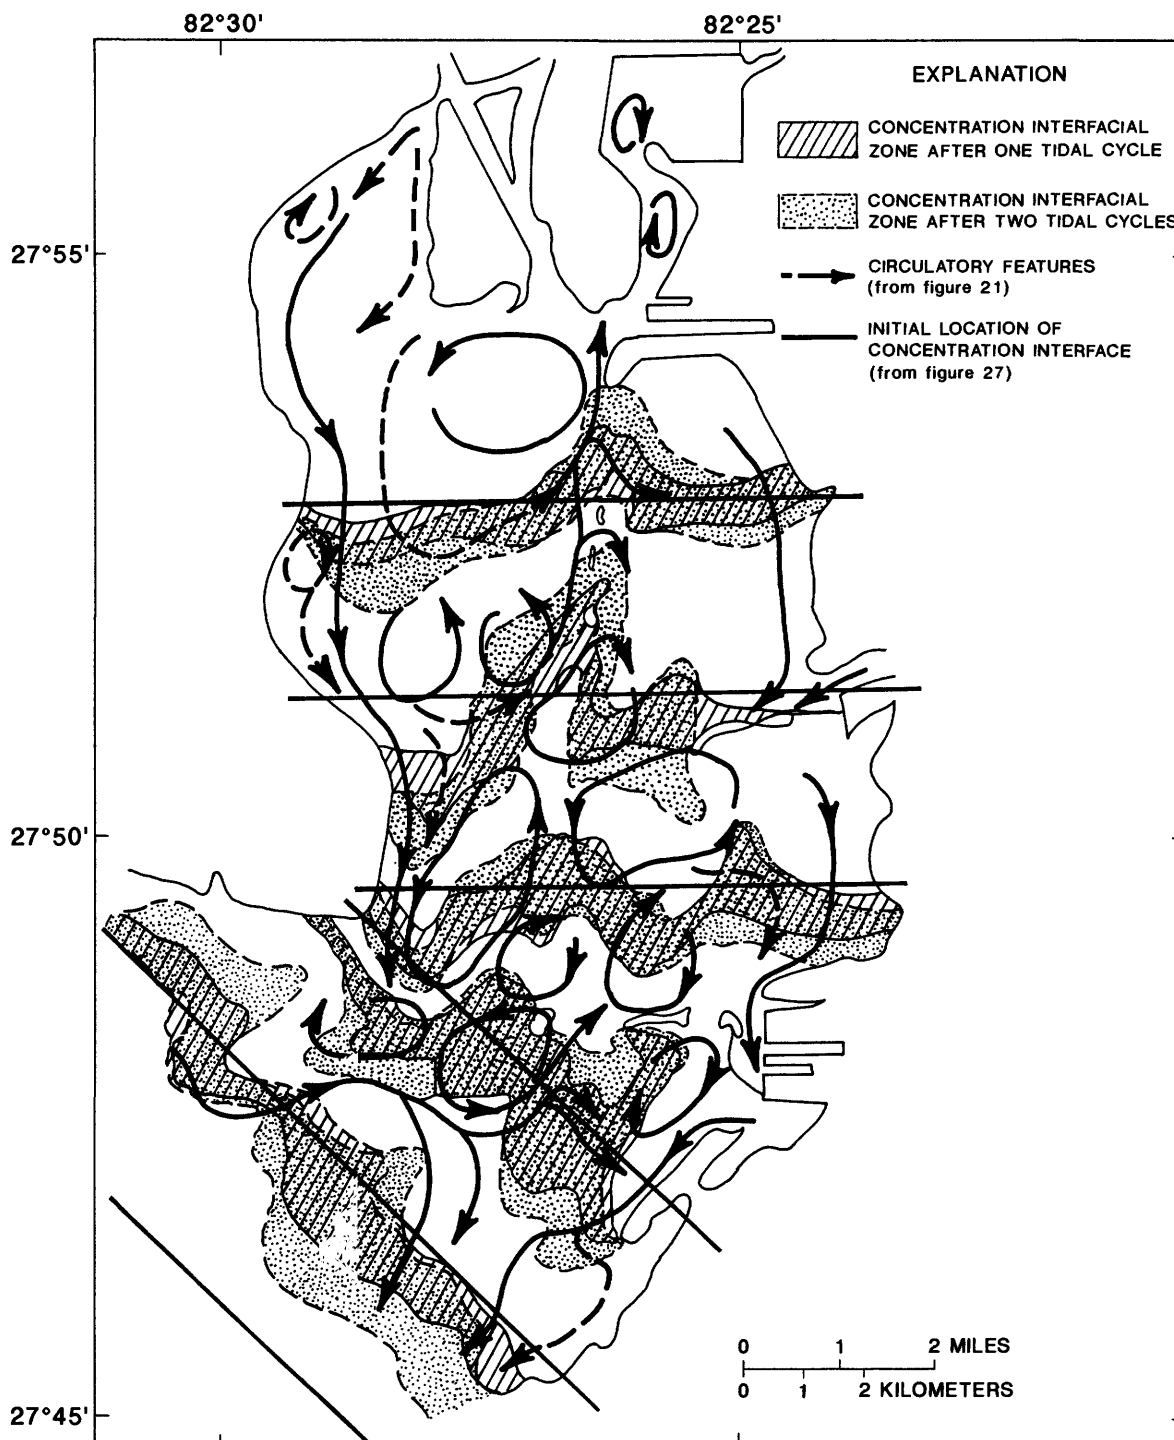 82°30'
82°25'
EXPLANATION
CONCENTRATION INTERFACIAL
ZONE AFTER ONE TIDAL CYCLE
CONCENTRATION INTERFACIAL
ZONE AFTER TWO TIDAL CYCLES
CIRCULATORY FEATURES
(from figure 21)
INITIAL LOCATION OF
CONCENTRATION INTERFACE
(from figure 27)
27°55'
27°50'
27°45'
0 1 2 MILES
0 1 2 KILOMETERS